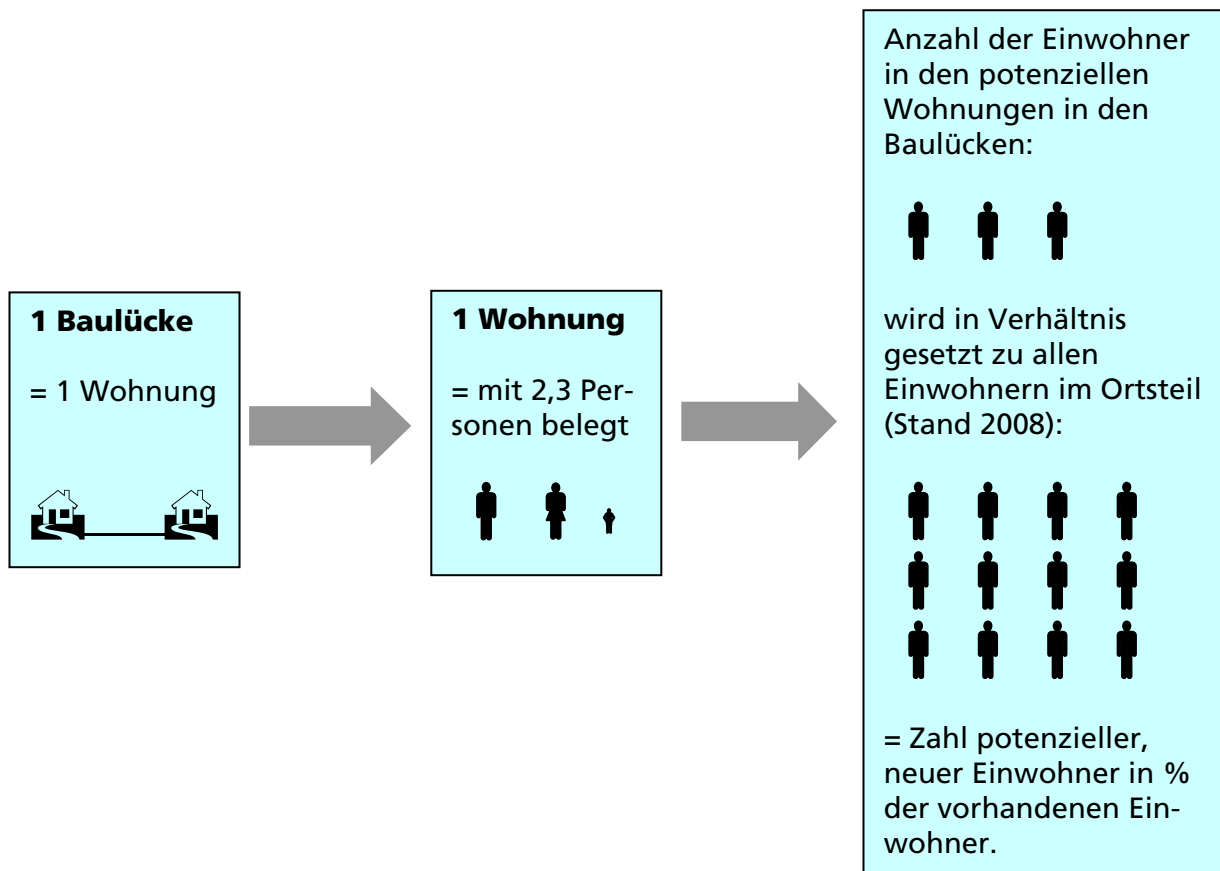 1 Baulücke
= 1 Wohnung
1 Wohnung
= mit 2,3 Per-
sonen belegt
Anzahl der Einwohner
in den potenziellen
Wohnungen in den
Baulücken:
wird in Verhältnis
gesetzt zu allen
Einwohnern im Ortsteil
(Stand 2008):
= Zahl potenzieller,
neuer Einwohner in %
der vorhandenen Ein-
wohner.